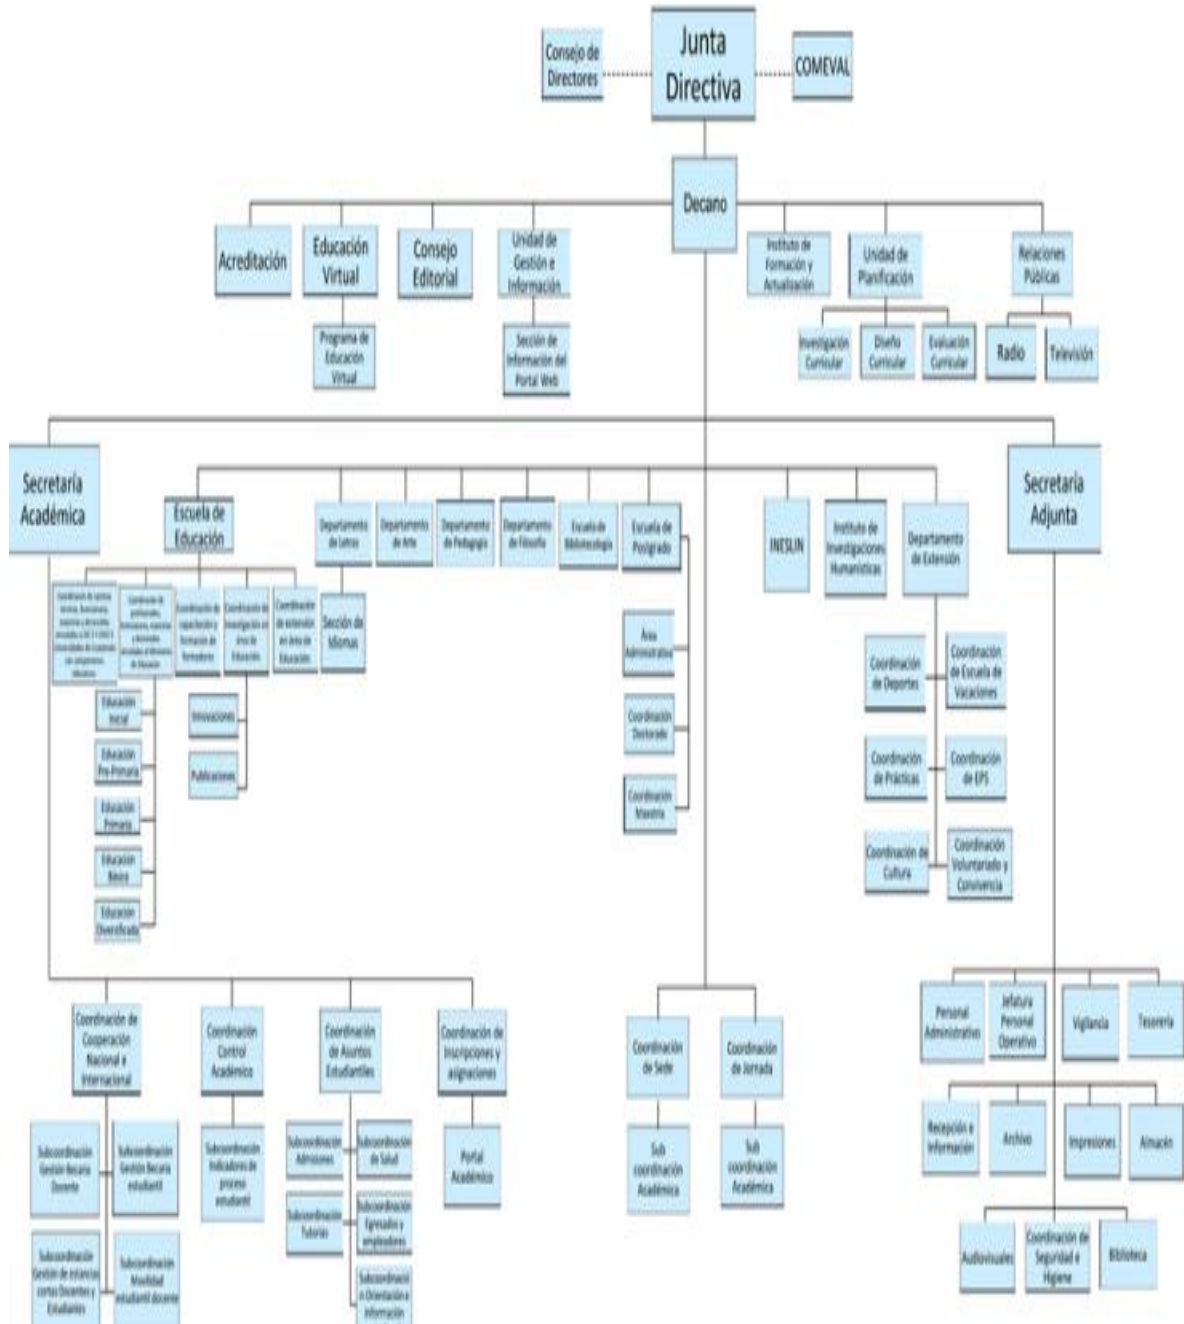 Junta
Directiva
Consejo de
Directores
COMEVAL
Decano
Acreditación
Educación
Virtual
Consejo
Editorial
Unidad de
Gestión e
Información
Instituto de
Formación y
Actualización
Unidad de
Planificación
Relaciones
Públicas
Programa de
Educación
Virtual
Sección de
Información del
Portal Web
Investigación
Curricular
Diseño
Curricular
Evaluación
Curricular
Radio
Televisión
Secretaría
Académica
Secretaría
Adjunta
Escuela de
Educación
Departamento
de Letras
Departamento
de Arte
Departamento
de Pedagogía
Departamento
de Filosofía
Escuela de
Bibliotecología
Escuela de
Postgrado
INESLIN
Instituto de
Investigaciones
Humanísticas
Departamento
de Extensión
Coordinación de
capacitación y
formación de
formadores
Coordinación de
investigación en
área de
Educación
Coordinación
de extensión
en área de
Educación
Sección de
Idiomas
Educación
Inicial
Educación
Pre-Primaria
Educación
Primaria
Educación
Básica
Educación
Diversificada
Innovaciones
Publicaciones
Área
Administrativa
Coordinación
Doctorado
Coordinación
Maestría
Coordinación
de Deportes
Coordinación
de Escuela de
Vacaciones
Coordinación
de Prácticas
Coordinación
de EPS
Coordinación de
Cultura
Coordinación
Voluntariado y
Convivencia
Coordinación de
Cooperación
Nacional e
Internacional
Coordinación
Control
Académico
Coordinación
de Asuntos
Estudiantiles
Coordinación de
Inscripciones y
asignaciones
Coordinación
de Sede
Coordinación
de Jornada
Personal
Administrativo
Jefatura
Personal
Operativo
Vigilancia
Tesorería
Subcoordinación
Gestión Becaria
Docente
Subcoordinación
Gestión Becaria
estudiantil
Subcoordinación
Indicadores de
proceso
estudiantil
Subcoordinación
Admisiones
Subcoordinación
de Salud
Portal
Académico
Sub
coordinación
Académica
Sub
coordinación
Académica
Recepción e
Información
Archivo
Impresiones
Almacén
Subcoordinación
Gestión de estancias
cortas Docentes y
Estudiantes
Subcoordinación
Movilidad
estudiantil docente
Subcoordinación
Tutorías
Subcoordinación
Egresados y
empleadores
Subcoordinació
n Orientación e
información
Audiovisuales
Coordinación de
Seguridad e
Higiene
Biblioteca